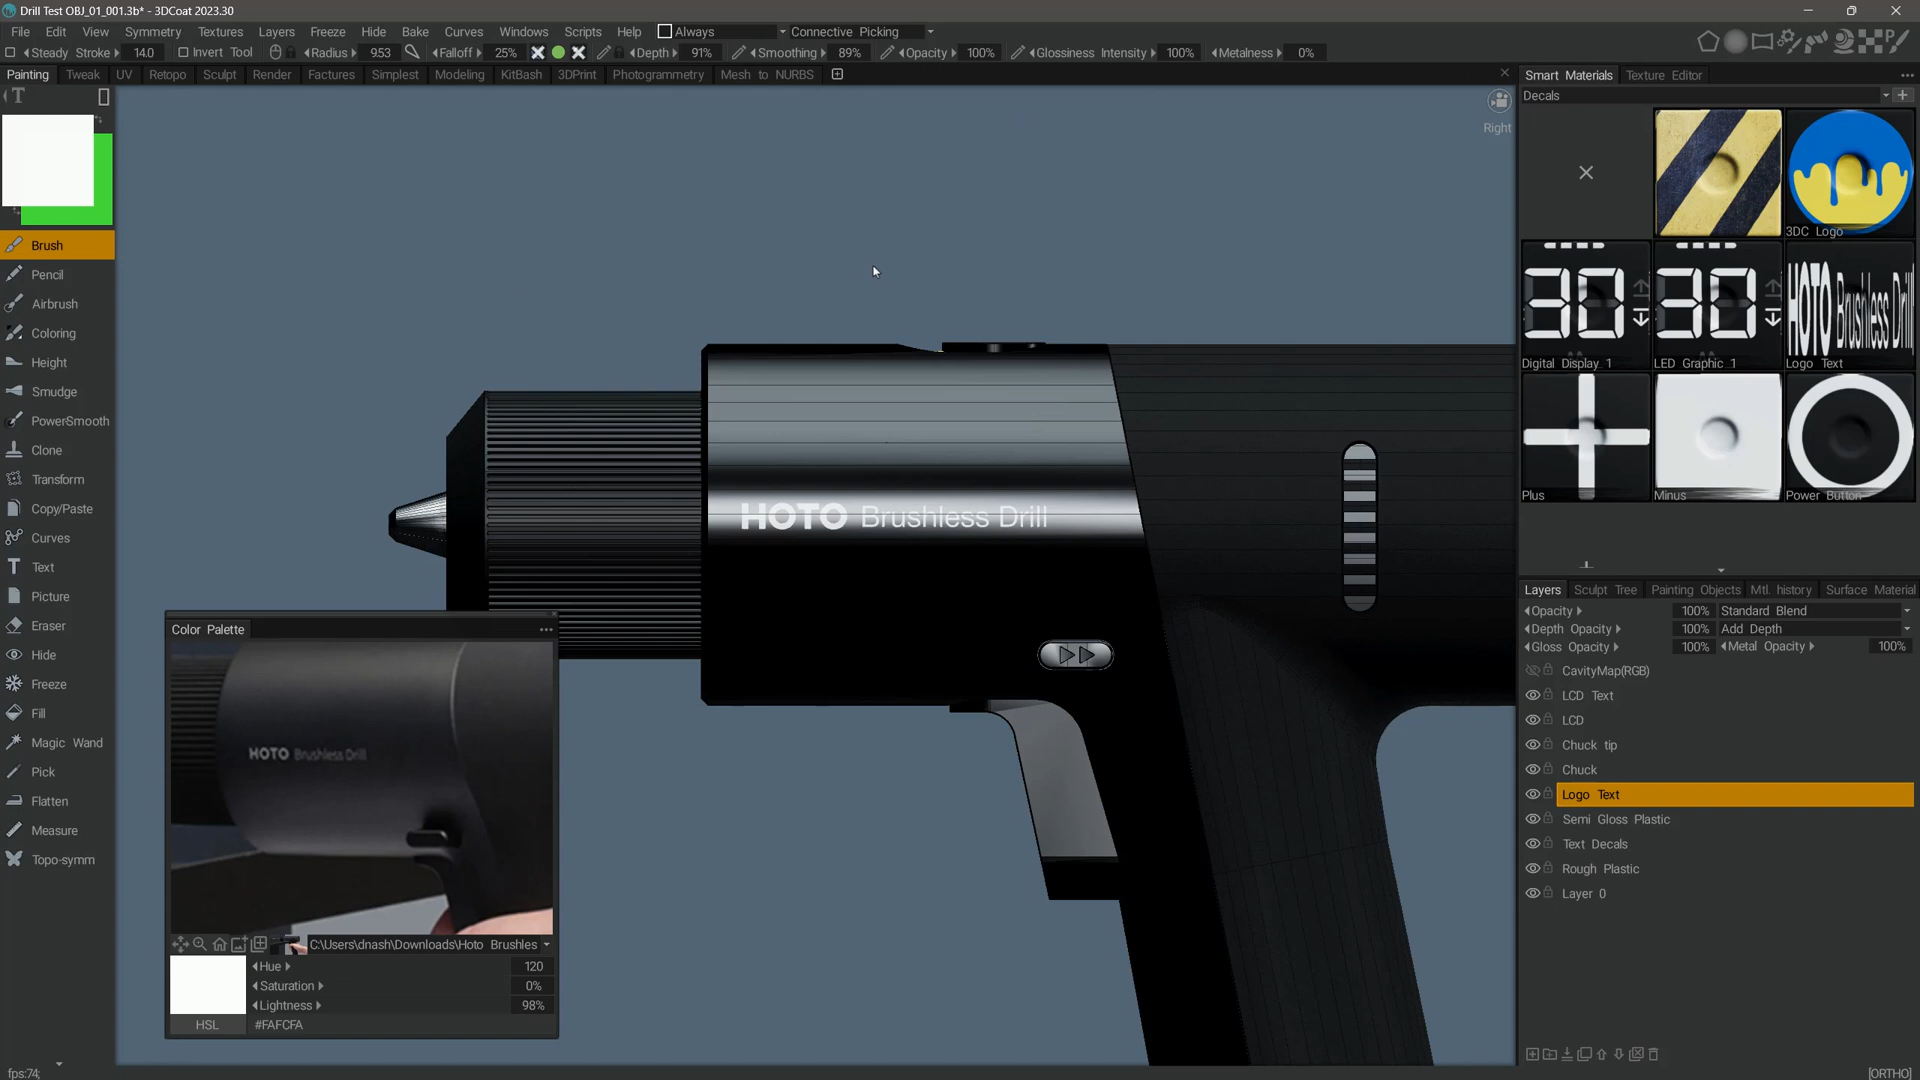 Drill Test OBJ_01_001.3b* - 3DCoat 2023.30
File Edit View Symmetry Textures Layers Freeze Hide Bake Curves Windows Scripts Help Always Connective Picking
Steady Stroke 14.0 Invert Tool Radius 953 Falloff 25% Depth 91% Smoothing 89% Opacity 100% Glossiness Intensity 100% Metalness 0%
Painting Tweak UV Retopo Sculpt Render Factures Simplest Modeling KitBash 3DPrint Photogrammetry Mesh to NURBS
Smart Materials Texture Editor
Decals
Right
3DC Logo
Digital Display 1
LED Graphic 1
Logo Text
HOTO Brushless Drill
Plus
Minus
Power Button
Brush
Pencil
Airbrush
Coloring
Height
Smudge
PowerSmooth
Clone
Transform
Copy/Paste
Curves
Text
Picture
Eraser
Hide
Freeze
Fill
Magic Wand
Pick
Flatten
Measure
Topo-symm
HOTO Brushless Drill
Color Palette
HOTO Brushless Drill
C:\Users\dnash\Downloads\Hoto Brushles
Hue 120
Saturation 0%
Lightness 98%
HSL #FAFCFA
Layers Sculpt Tree Painting Objects Mtl. history Surface Material
Opacity 100% Standard Blend
Depth Opacity 100% Add Depth
Gloss Opacity 100% Metal Opacity 100%
CavityMap(RGB)
LCD Text
LCD
Chuck tip
Chuck
Logo Text
Semi Gloss Plastic
Text Decals
Rough Plastic
Layer 0
fps:74;
[ORTHO]